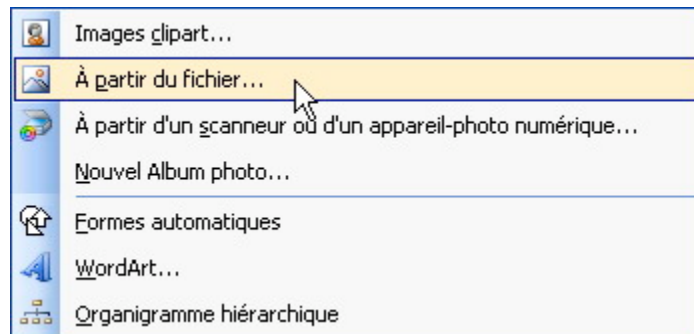 Images clipart...
À partir du fichier...
À partir d'un scanneur ou d'un appareil-photo numérique...
Nouvel Album photo...
Formes automatiques
WordArt...
Organigramme hiérarchique